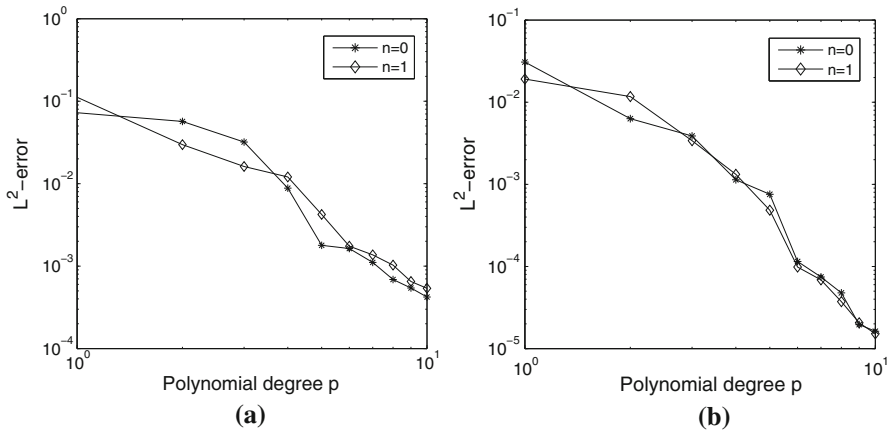 10^0
10^-1
10^-2
10^-3
10^-4
L^2-error
n=0
n=1
10^0
10^1
Polynomial degree p
(a)
10^-1
10^-2
10^-3
10^-4
10^-5
L^2-error
n=0
n=1
10^0
10^1
Polynomial degree p
(b)